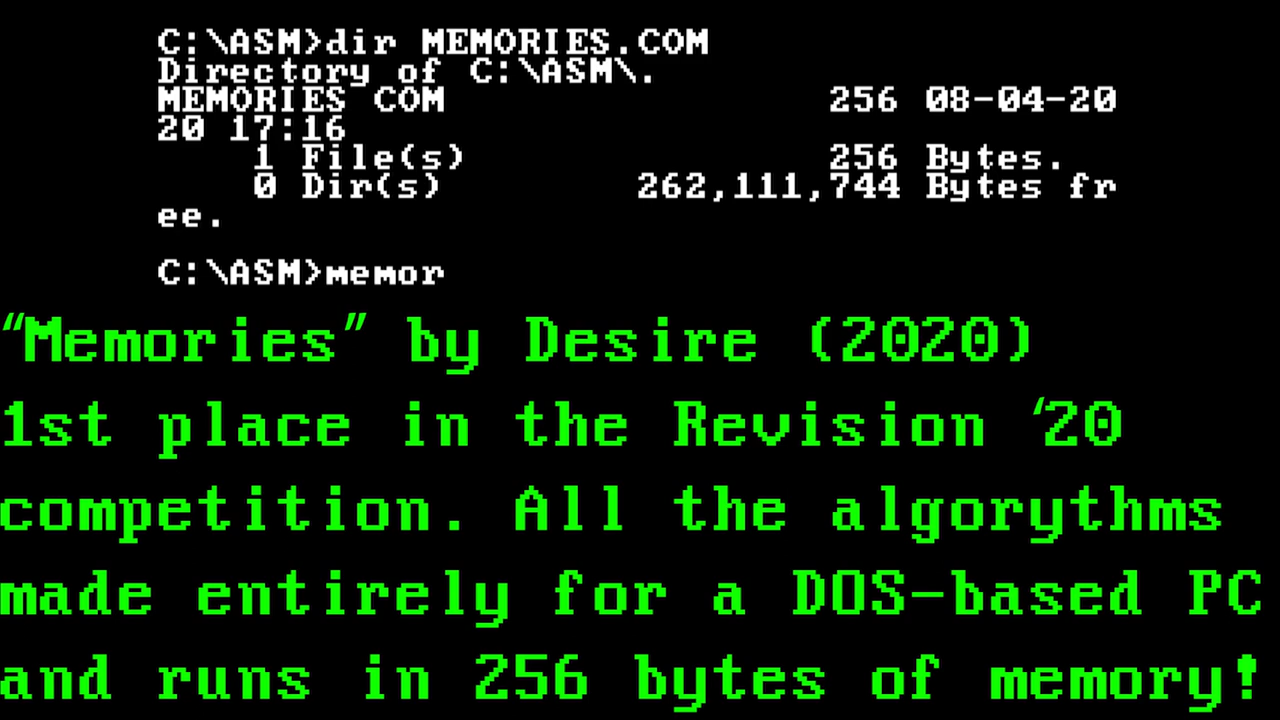 C:\ASM>dir MEMORIES.COM
Directory of C:\ASM\.
MEMORIES COM 256 08-04-20
20 17:16
1 File(s) 256 Bytes.
0 Dir(s) 262,111,744 Bytes fr
ee.
C:\ASM>memor
“Memories” by Desire (2020)
1st place in the Revision ‘20
competition. All the algorythms
made entirely for a DOS-based PC
and runs in 256 bytes of memory!